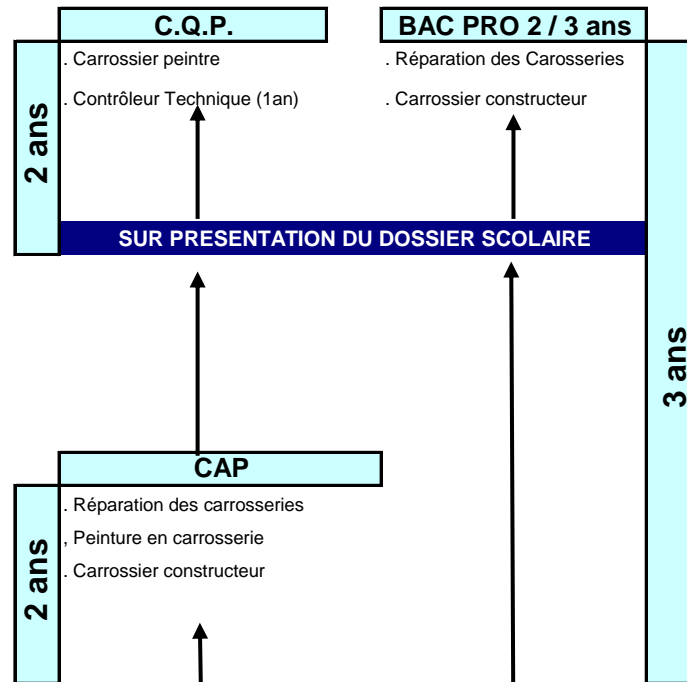 C.Q.P.
. Carrossier peintre
. Contrôleur Technique (1an)
2 ans
BAC PRO 2 / 3 ans
. Réparation des Carosseries
. Carrossier constructeur
SUR PRESENTATION DU DOSSIER SCOLAIRE
3 ans
CAP
. Réparation des carrosseries
, Peinture en carrosserie
. Carrossier constructeur
2 ans